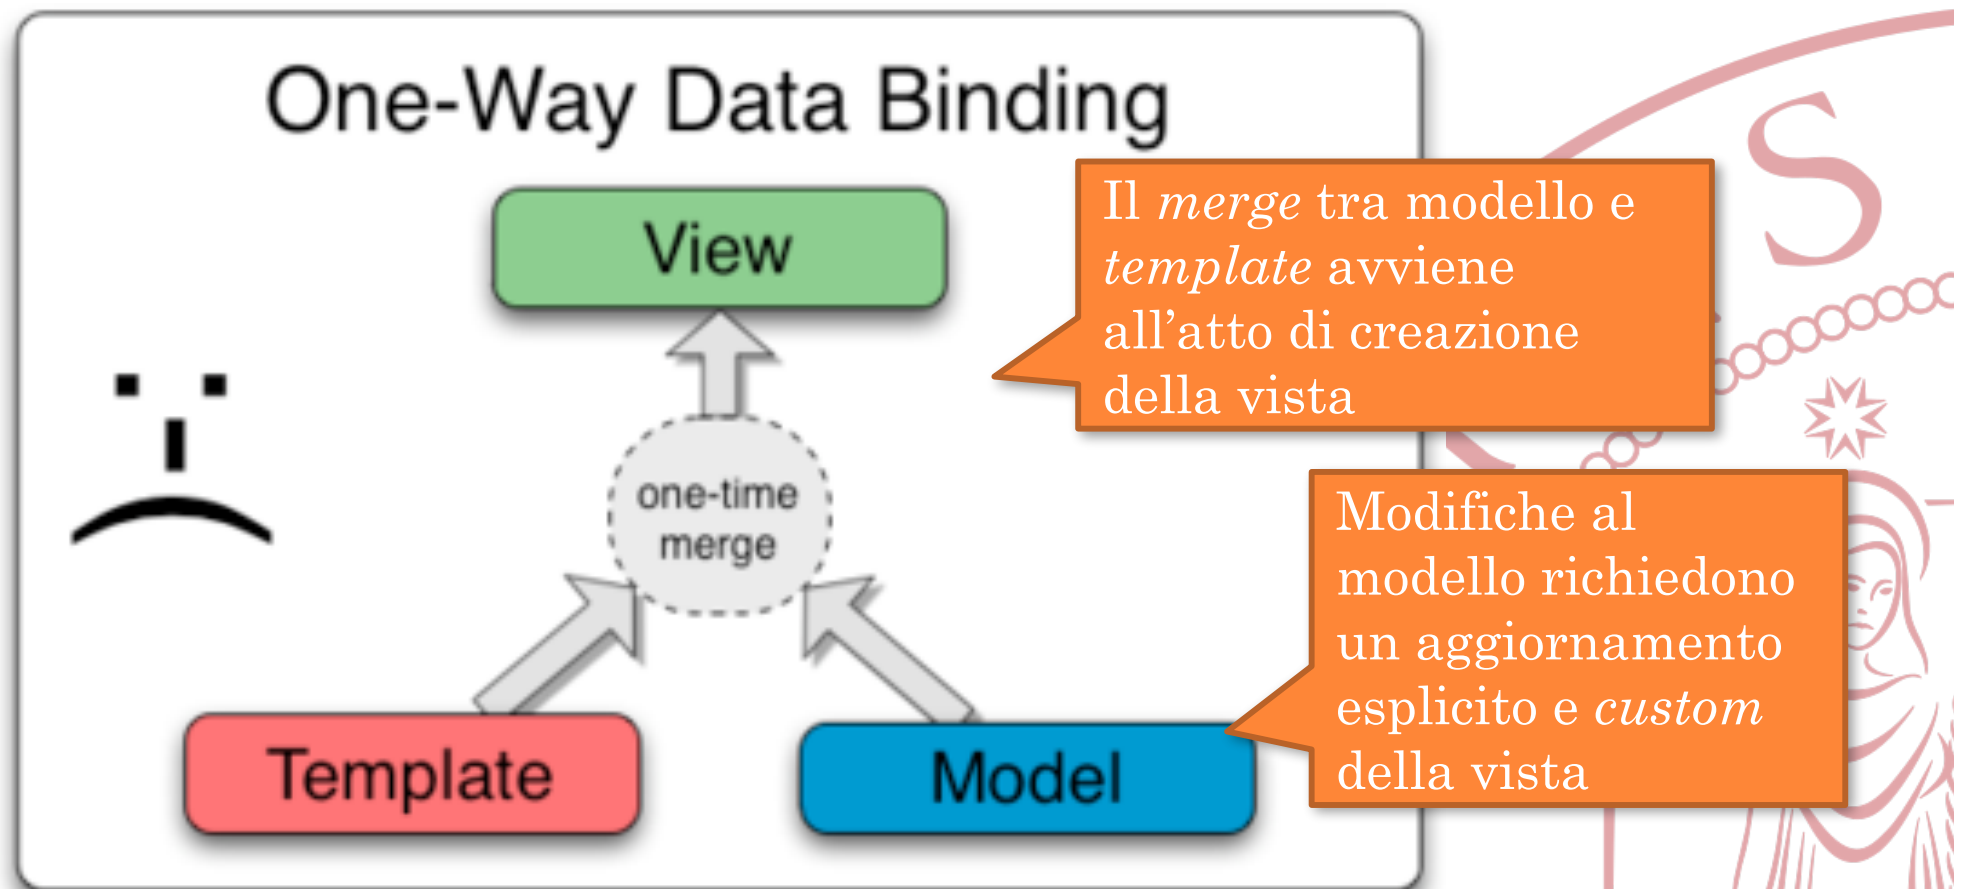 One-Way Data Binding
View
Il merge tra modello e
template avviene
all’atto di creazione
della vista
one-time
merge
Modifiche al
modello richiedono
un aggiornamento
esplicito e custom
della vista
Template
Model
S